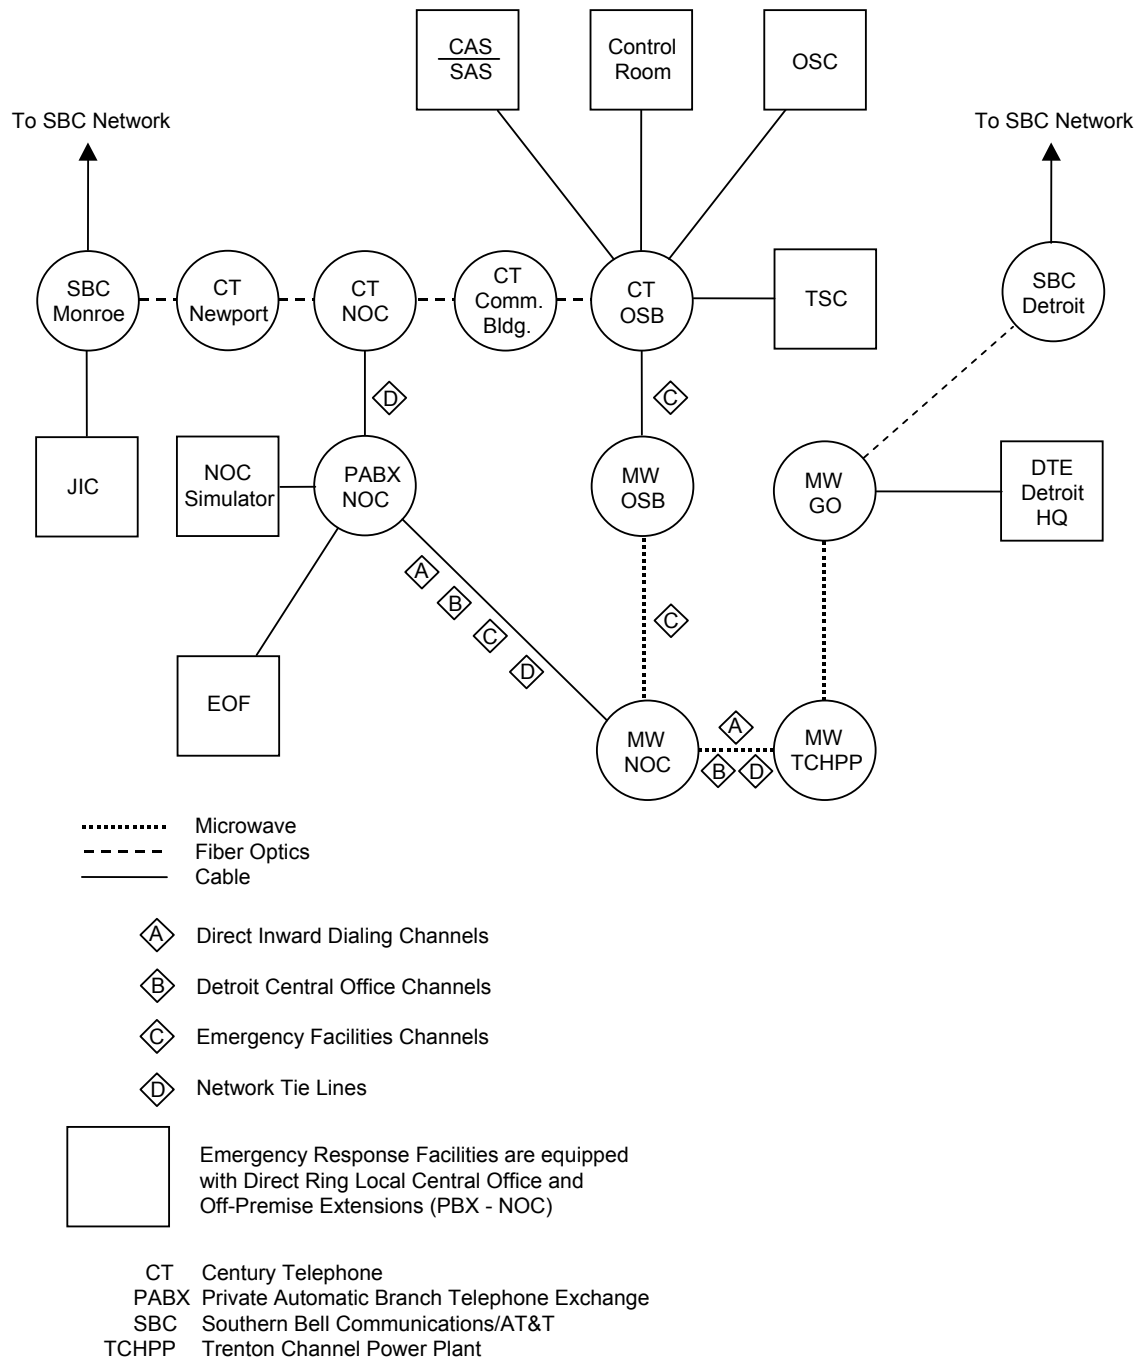 CAS
SAS
Control
Room
OSC
To SBC Network
To SBC Network
SBC
Monroe
CT
Newport
CT
NOC
CT
Comm.
Bldg.
CT
OSB
TSC
SBC
Detroit
D
C
JIC
NOC
Simulator
PABX
NOC
MW
OSB
MW
GO
DTE
Detroit
HQ
A
B
C
D
C
EOF
MW
NOC
A
B
D
MW
TCHPP
Microwave
Fiber Optics
Cable
A Direct Inward Dialing Channels
B Detroit Central Office Channels
C Emergency Facilities Channels
D Network Tie Lines
Emergency Response Facilities are equipped
with Direct Ring Local Central Office and
Off-Premise Extensions (PBX - NOC)
CT Century Telephone
PABX Private Automatic Branch Telephone Exchange
SBC Southern Bell Communications/AT&T
TCHPP Trenton Channel Power Plant